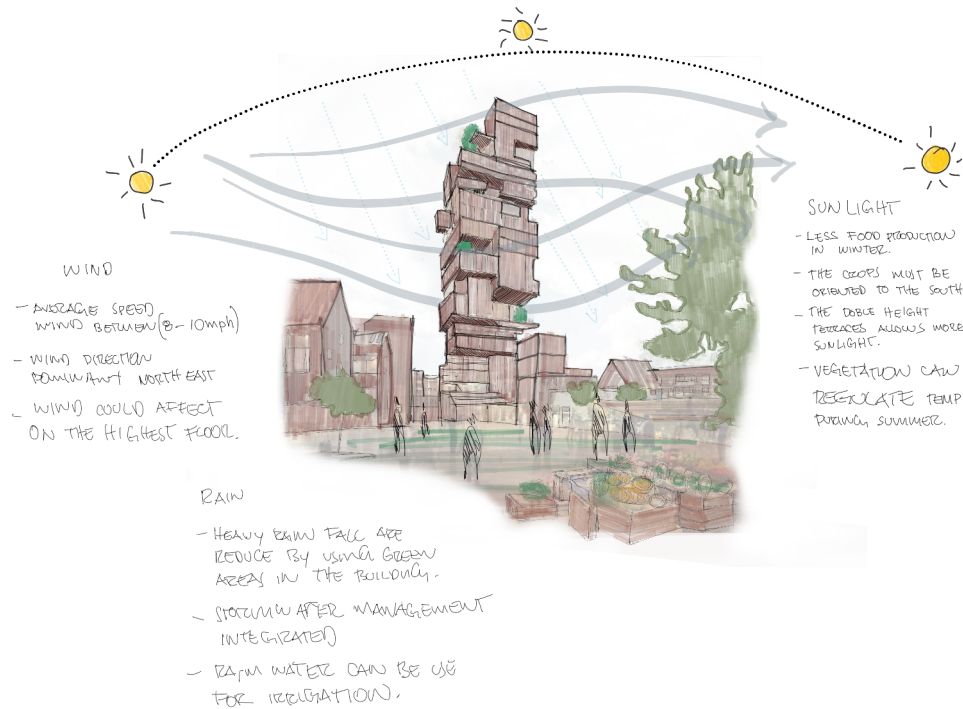 WIND
- AVERAGE SPEED
WIND BETWEEN (8-10mph)
- WIND DIRECTION
DOMINANT NORTH EAST
- WIND COULD AFFECT
ON THE HIGHEST FLOOR.
SUN LIGHT
- LESS FOOD PRODUCTION
IN WINTER.
- THE CROPS MUST BE
ORIENTED TO THE SOUTH
- THE DOBLE HEIGHT
TERRACES ALLOWS MORE
SUNLIGHT.
- VEGETATION CAN
REGULATE TEMP
DURING SUMMER.
RAIN
- HEAVY RAIN FALL ARE
REDUCE BY USING GREEN
AREAS IN THE BUILDING.
- STORMWATER MANAGEMENT
INTEGRATED
- RAIN WATER CAN BE USE
FOR IRRIGATION.